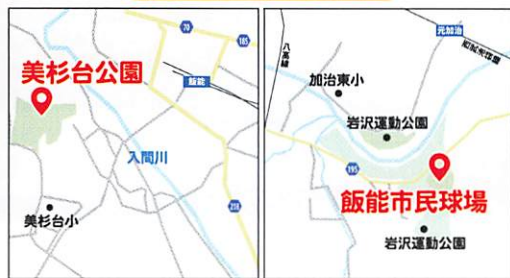 70
185
美杉台公園
飯能
入間川
美杉台小
元加治
八高線
加治東小
岩沢運動公園
195
飯能市民球場
岩沢運動公園